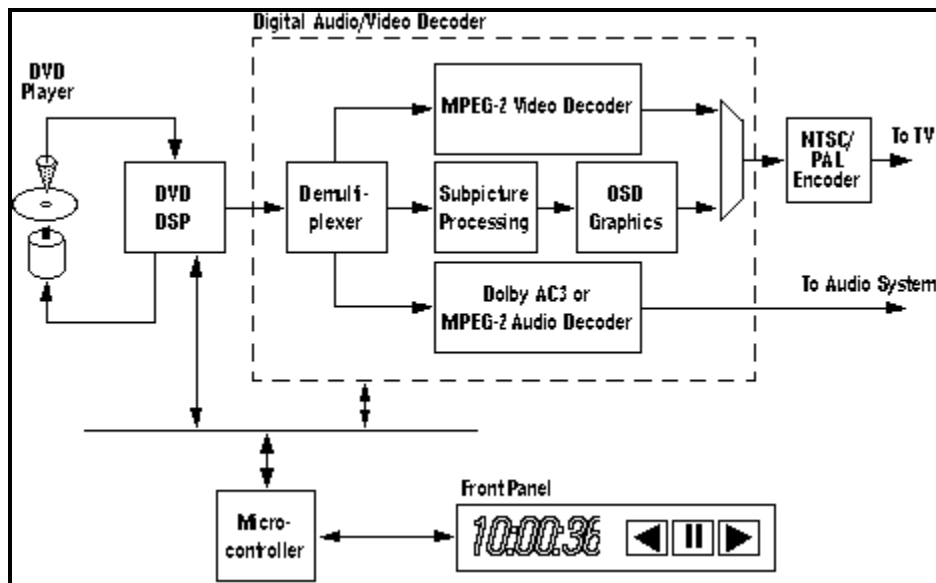 Digital Audio/Video Decoder
DVD
Player
MPEG-2 Video Decoder
NTSC/
PAL
Encoder
To TV
DVD
DSP
Demulti-
plexer
Subpicture
Processing
OSD
Graphics
To Audio System
Dolby AC3 or
MPEG-2 Audio Decoder
Front Panel
Micro-
controller
10:00:36